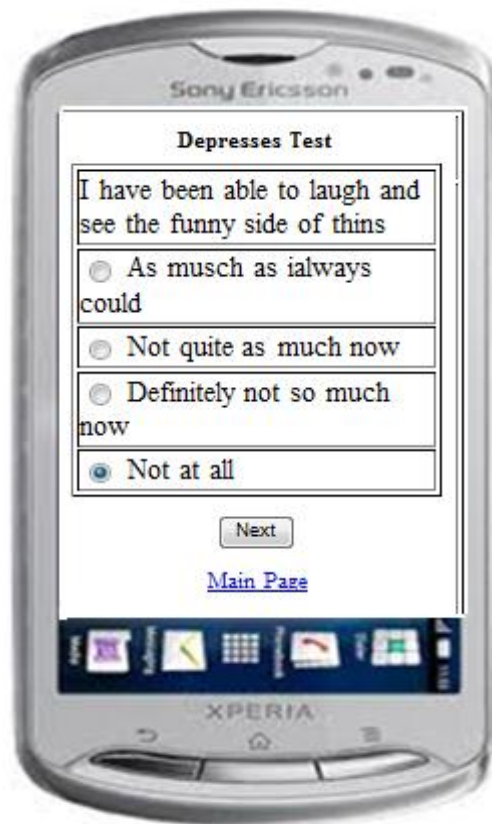 Sony Ericsson
Depresses Test
I have been able to laugh and
see the funny side of thins
As musch as ialways
could
Not quite as much now
Definitely not so much
now
Not at all
Next
Main Page
XPERIA